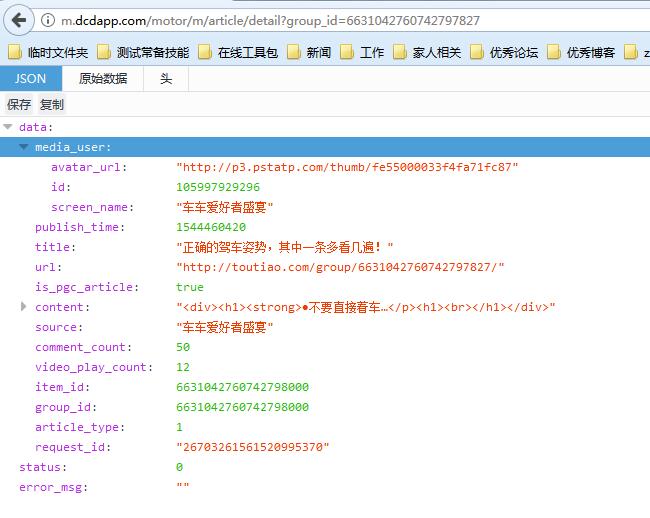 m.dcdapp.com/motor/m/article/detail?group_id=6631042760742797827
临时文件夹 测试常备技能 在线工具包 新闻 工作 家人相关 优秀论坛 优秀博客 z
JSON 原始数据 头
保存 复制
data:
media_user:
avatar_url: "http://p3.pstatp.com/thumb/fe55000033f4fa71fc87"
id: 105997929296
screen_name: "车车爱好者盛宴"
publish_time: 1544460420
title: "正确的驾车姿势，其中一条多看几遍！"
url: "http://toutiao.com/group/6631042760742797827/"
is_pgc_article: true
content: "<div><h1><strong>●不要直接着车…</p><h1><br></h1></div>"
source: "车车爱好者盛宴"
comment_count: 50
video_play_count: 12
item_id: 6631042760742798000
group_id: 6631042760742798000
article_type: 1
request_id: "26703261561520995370"
status: 0
error_msg: ""